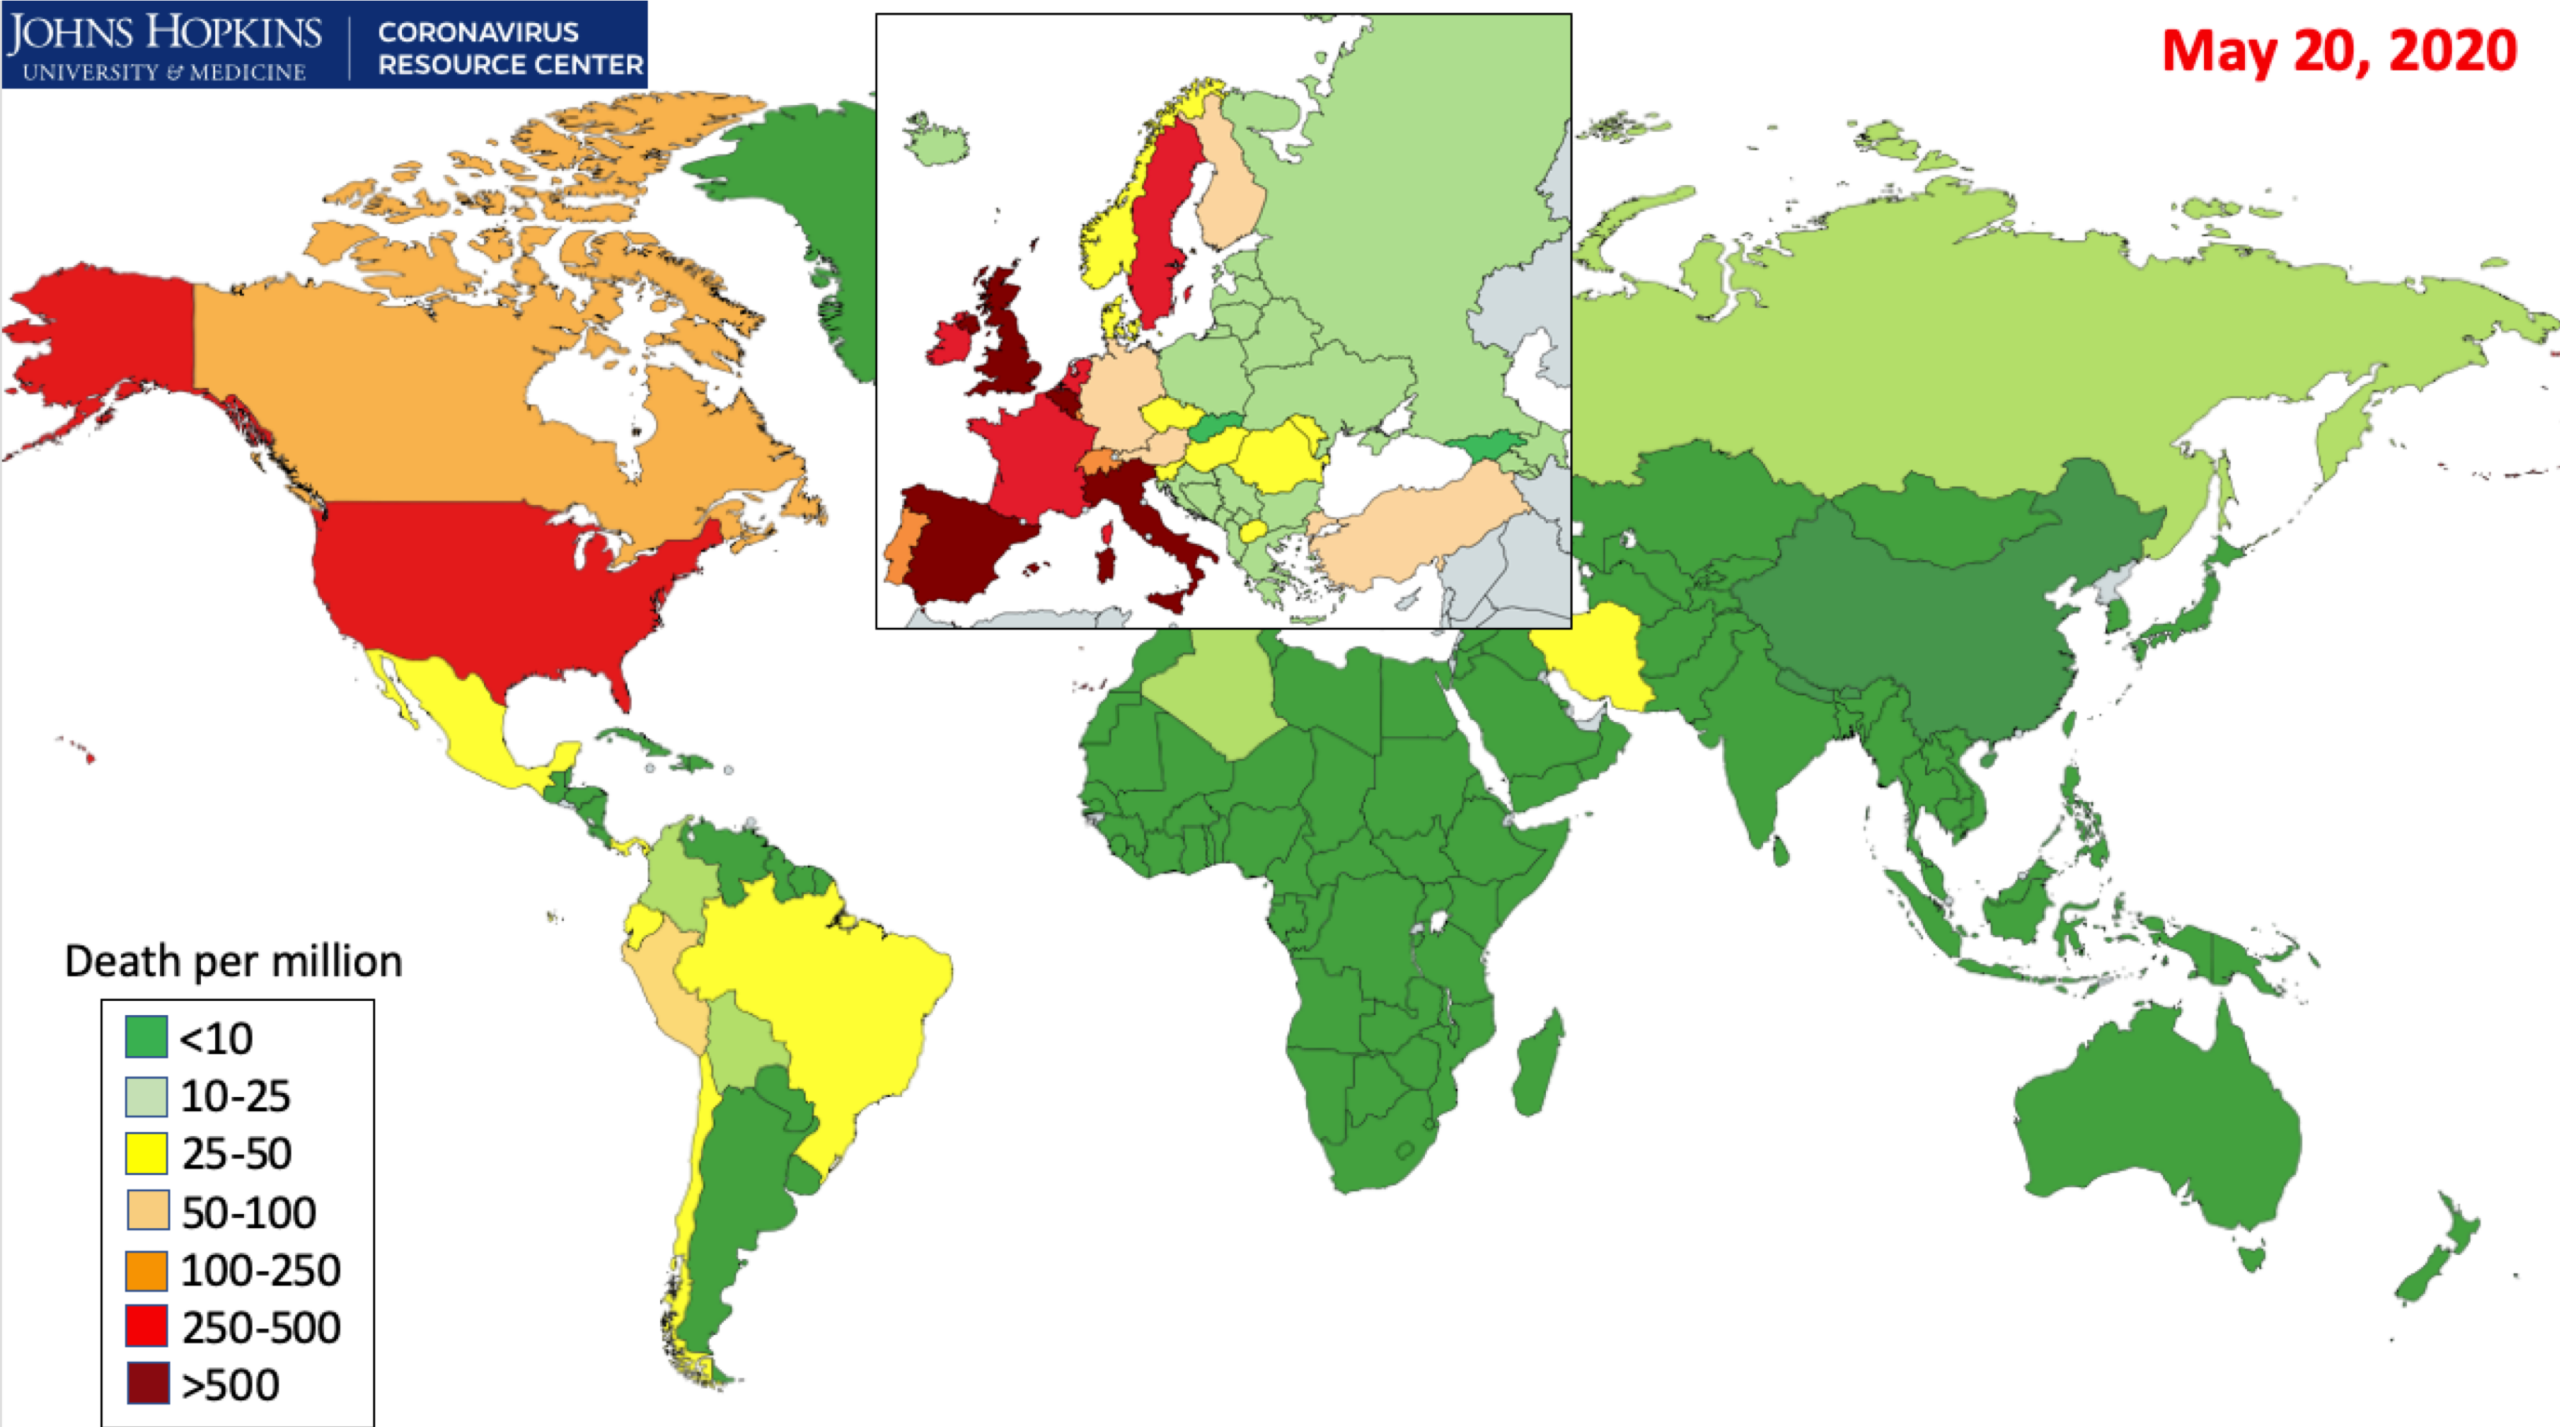 JOHNS HOPKINS
UNIVERSITY & MEDICINE
CORONAVIRUS
RESOURCE CENTER
May 20, 2020
Death per million
<10
10-25
25-50
50-100
100-250
250-500
>500